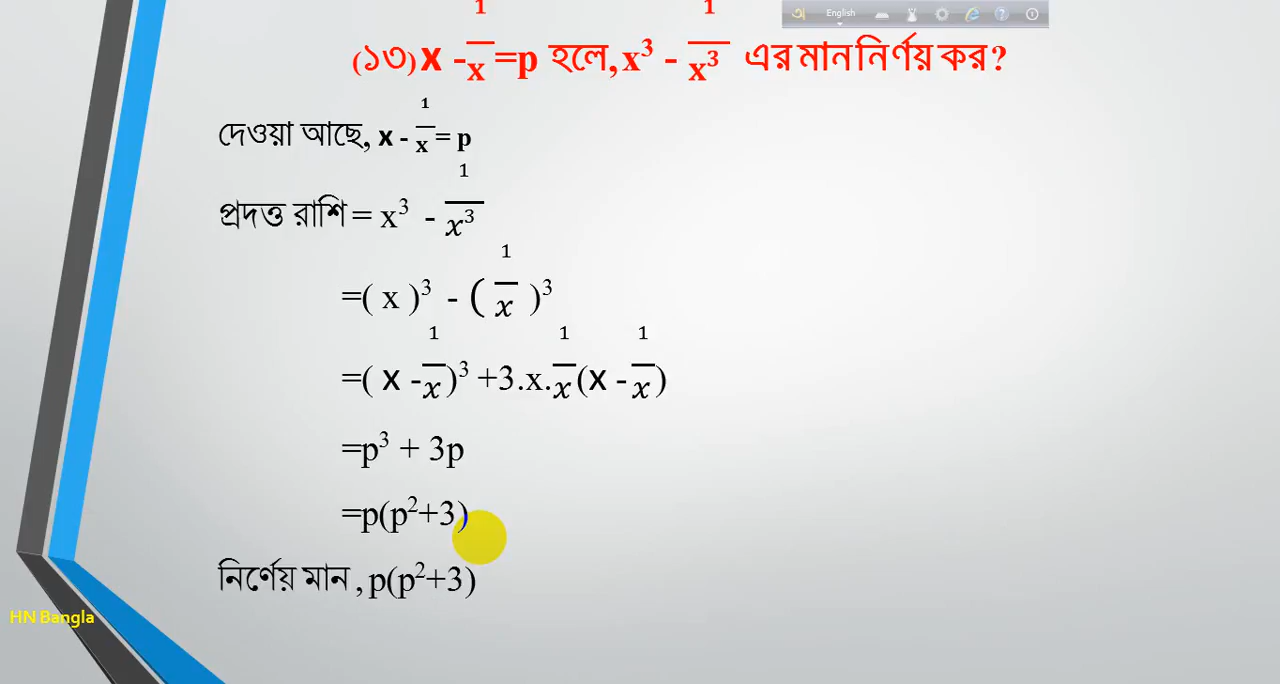 English
(১৩) x - 1/x = p হলে, x³ - 1/x³ এর মান নির্ণয় কর?
দেওয়া আছে, x - 1/x = p
প্রদত্ত রাশি = x³ - 1/x³
=( x )³ - ( 1/x )³
=( x - 1/x )³ +3.x. 1/x (x - 1/x)
=p³ + 3p
=p(p²+3)
নির্ণেয় মান , p(p²+3)
HN Bangla